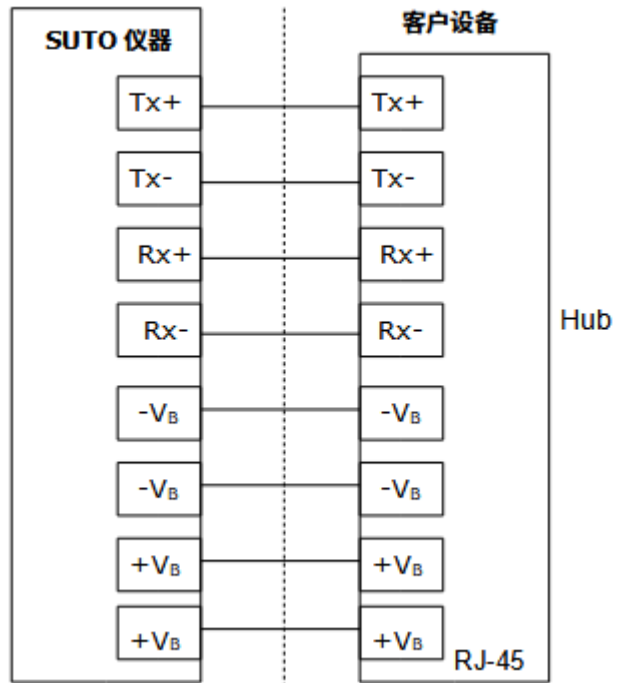 SUTO 仪器 客户设备
Tx+ Tx+
Tx- Tx-
Rx+ Rx+
Rx- Rx-
Hub
-VB -VB
-VB -VB
+VB +VB
+VB +VB
RJ-45